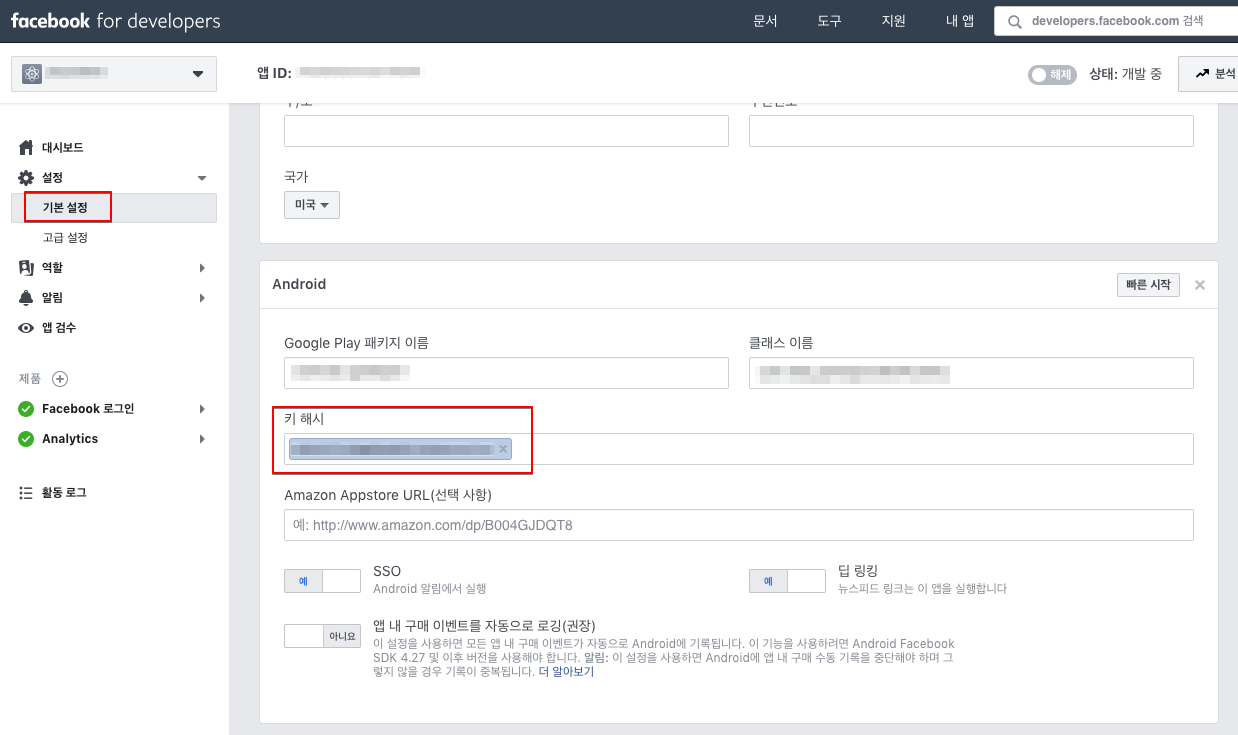 facebook for developers
문서
도구
지원
내 앱
developers.facebook.com 검색
앱 ID:
해제
상태: 개발 중
분석
대시보드
설정
기본 설정
고급 설정
역할
알림
앱 검수
제품
Facebook 로그인
Analytics
활동 로그
국가
미국
Android
빠른 시작
Google Play 패키지 이름
클래스 이름
키 해시
Amazon Appstore URL(선택 사항)
예: http://www.amazon.com/dp/B004GJDQT8
예
SSO
Android 알림에서 실행
예
딥 링킹
뉴스피드 링크는 이 앱을 실행합니다
아니요
앱 내 구매 이벤트를 자동으로 로깅(권장)
이 설정을 사용하면 모든 앱 내 구매 이벤트가 자동으로 Android에 기록됩니다. 이 기능을 사용하려면 Android Facebook
SDK 4.27 및 이후 버전을 사용해야 합니다. 알림: 이 설정을 사용하면 Android에 앱 내 구매 수동 기록을 중단해야 하며 그
렇지 않을 경우 기록이 중복됩니다. 더 알아보기